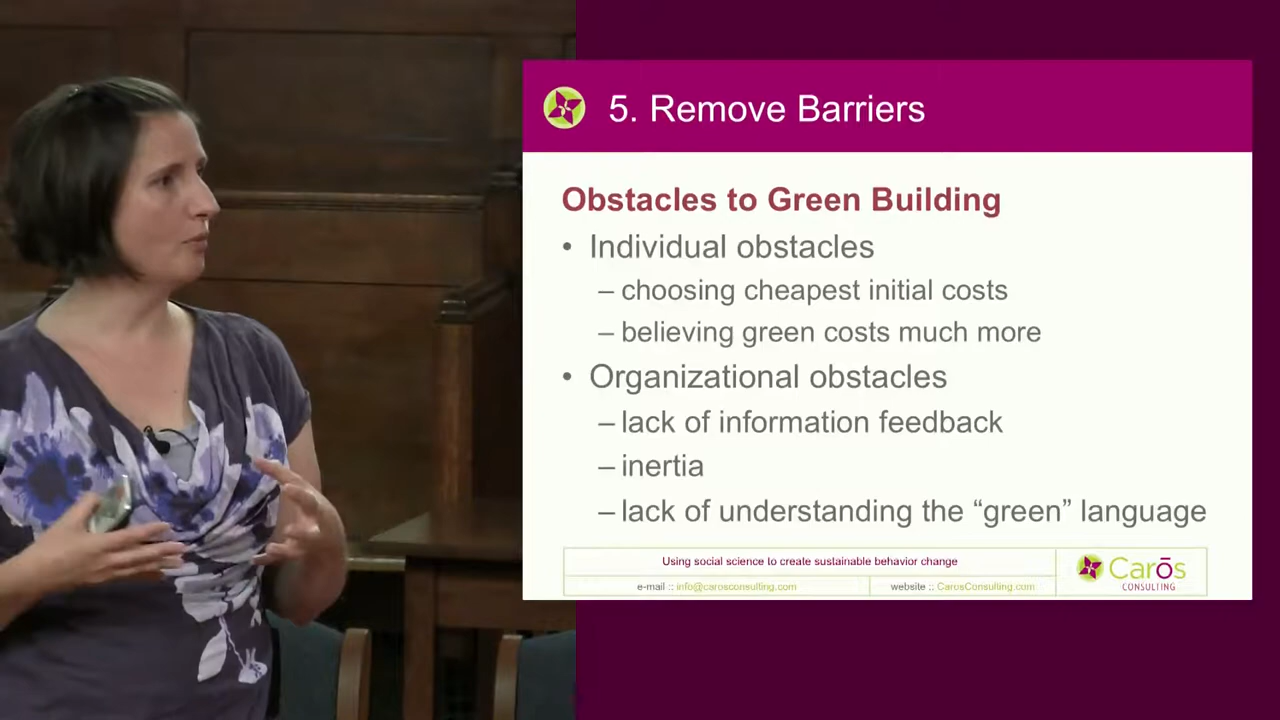 5. Remove Barriers
Obstacles to Green Building
• Individual obstacles
– choosing cheapest initial costs
– believing green costs much more
• Organizational obstacles
– lack of information feedback
– inertia
– lack of understanding the “green” language
Using social science to create sustainable behavior change
e-mail :: info@carosconsulting.com
website :: CarosConsulting.com
Carōs
CONSULTING